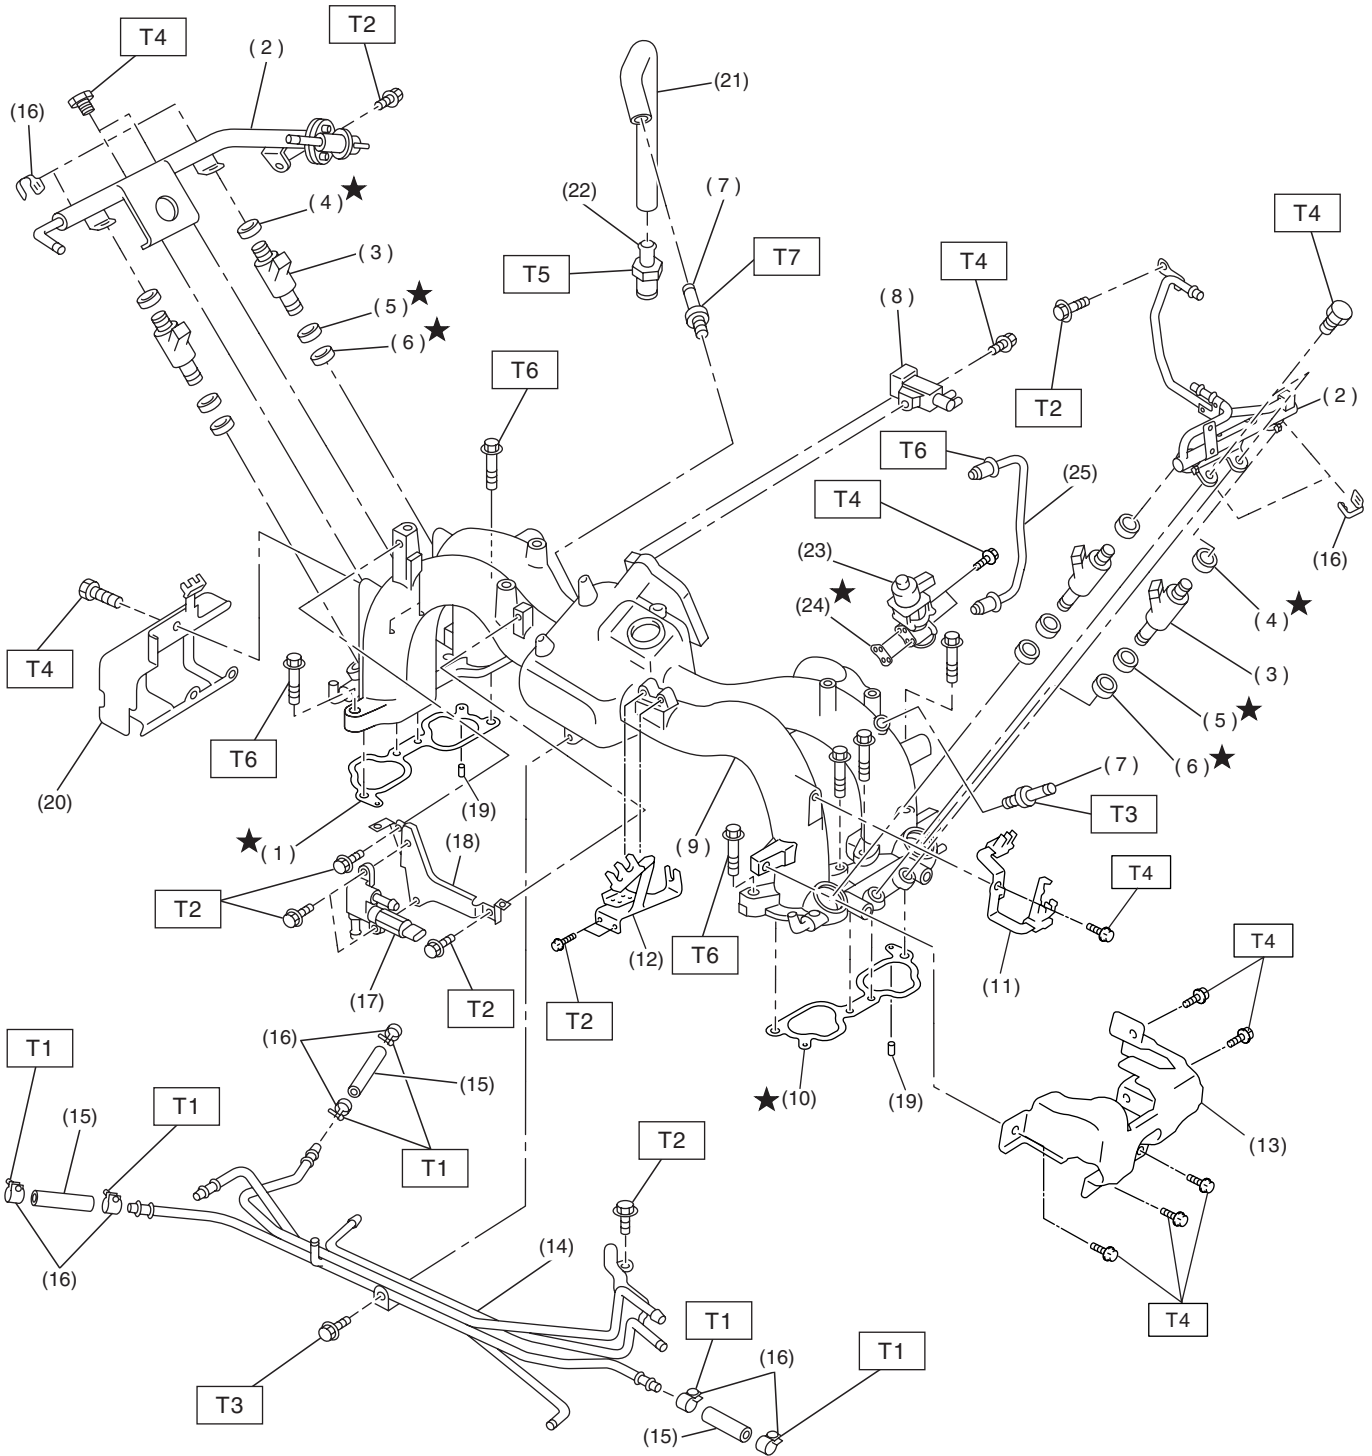 T2
T4
( 2 )
(21)
(16)
(7)
(22)
( 4 ) ★
T4
T7
T4
T5
( 3 )
(8)
( 5 ) ★
( 6 ) ★
T6
T2
( 2 )
T6
(25)
T4
(16)
(23)
★
(24)
( 4 ) ★
T4
( 3 )
( 5 ) ★
T6
( 6 ) ★
(7)
(20)
(19)
T3
★ ( 1 )
(18)
(9)
T4
T2
T6
(12)
(11)
T4
(17)
T2
T2
T1
(16)
(15)
T1
(15)
★ (10)
(19)
(13)
T2
T1
(16)
(14)
T1
T4
(16)
T1
T3
(15)